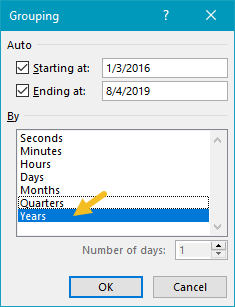 Grouping
?
Auto
Starting at: 1/3/2016
Ending at: 8/4/2019
By
Seconds
Minutes
Hours
Days
Months
Quarters
Years
Number of days: 1
OK Cancel